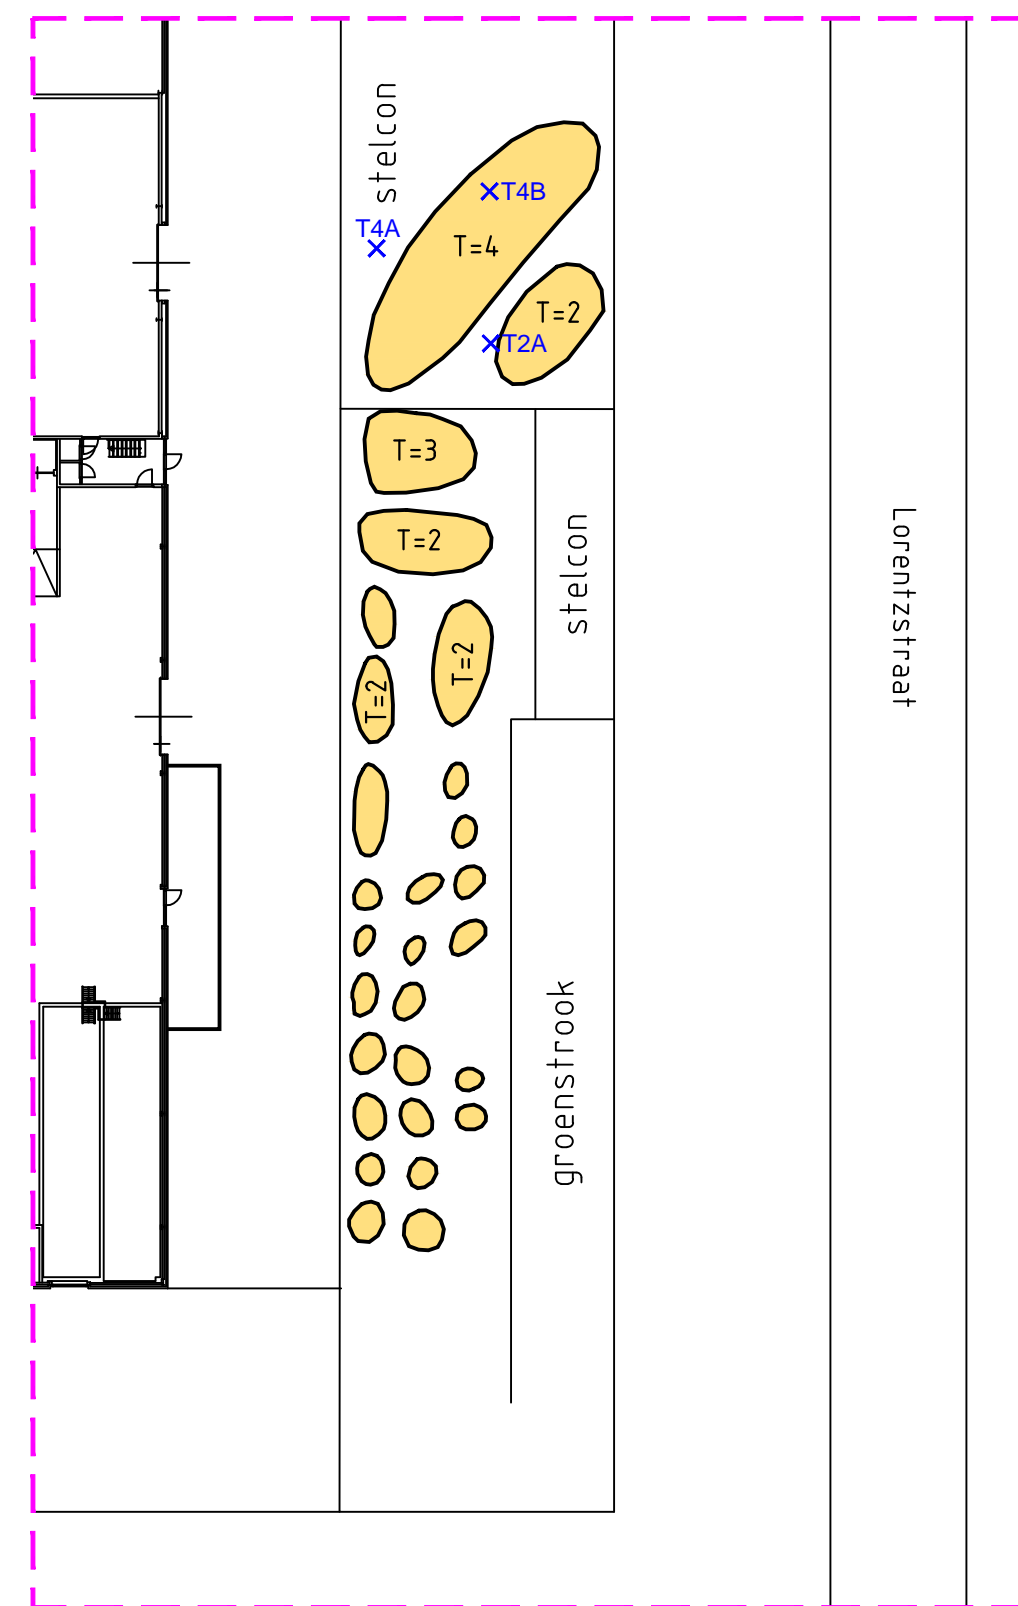 stelcon
T4B
T4A
T=4
T=2
T2A
T=3
T=2
stelcon
Lorentzstraat
T=2
T=2
groenstrook